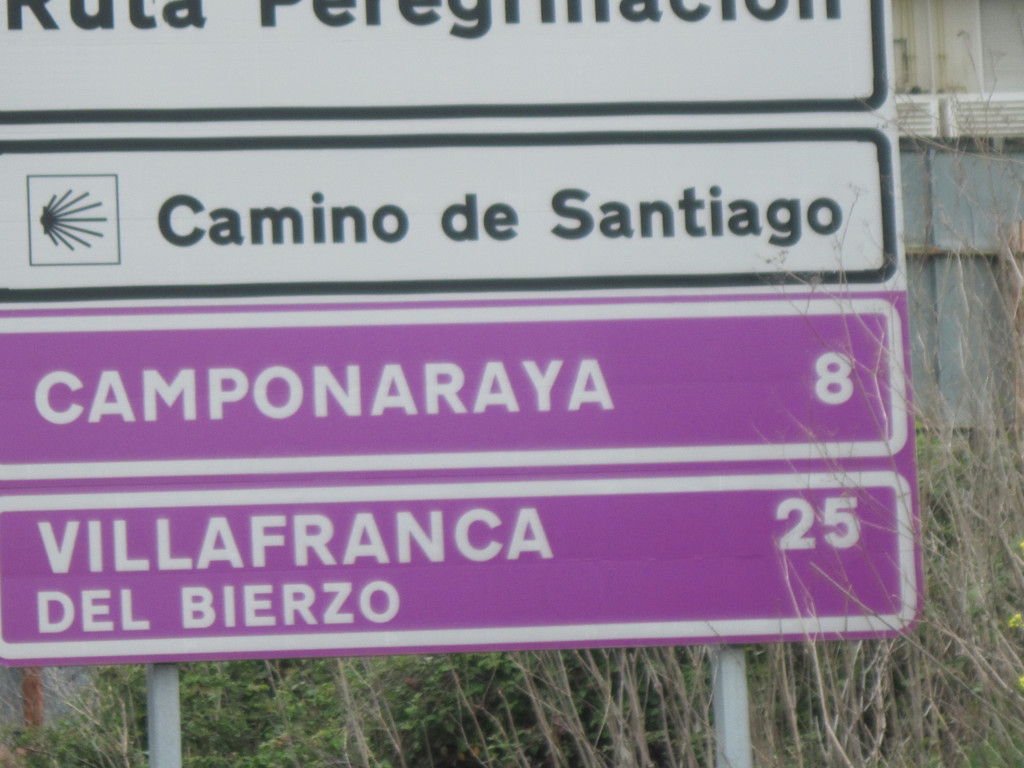 Ruta Peregrinación
Camino de Santiago
CAMPONARAYA 8
VILLAFRANCA 25
DEL BIERZO